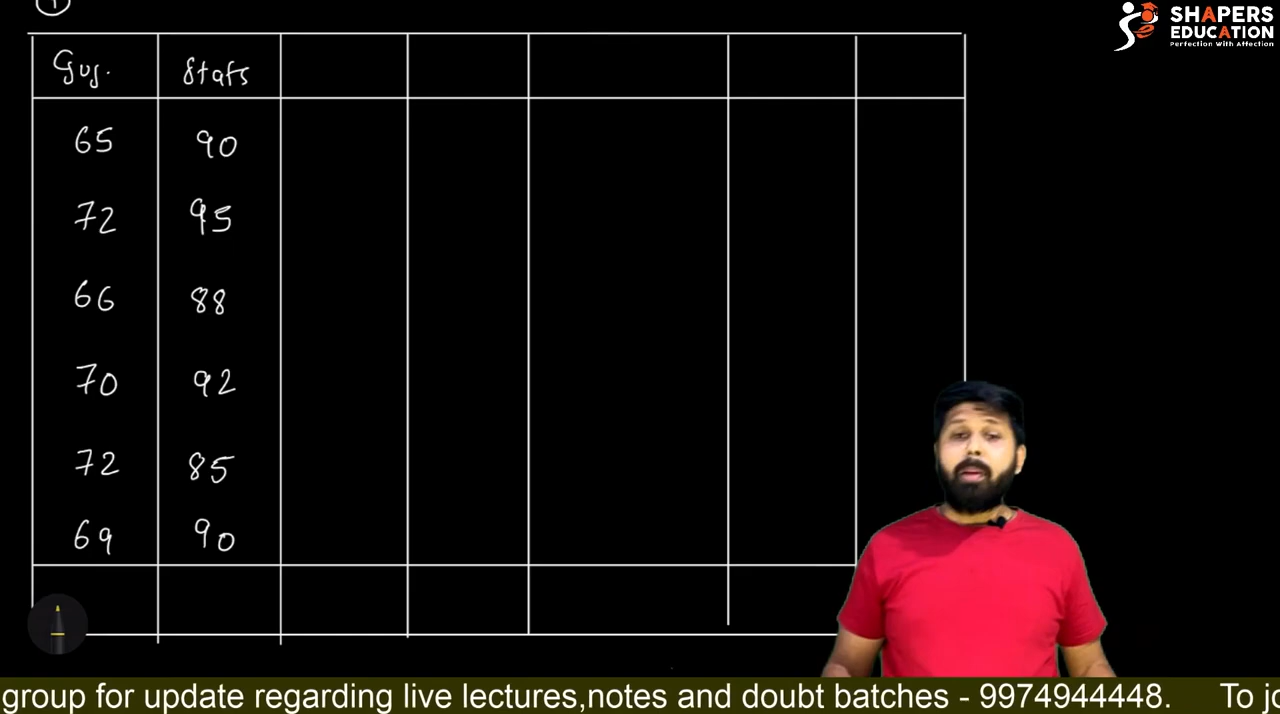 1
SHAPERS
EDUCATION
Perfection With Affection
Guj. Stats
65 90
72 95
66 88
70 92
72 85
69 90
group for update regarding live lectures,notes and doubt batches - 9974944448. To jo